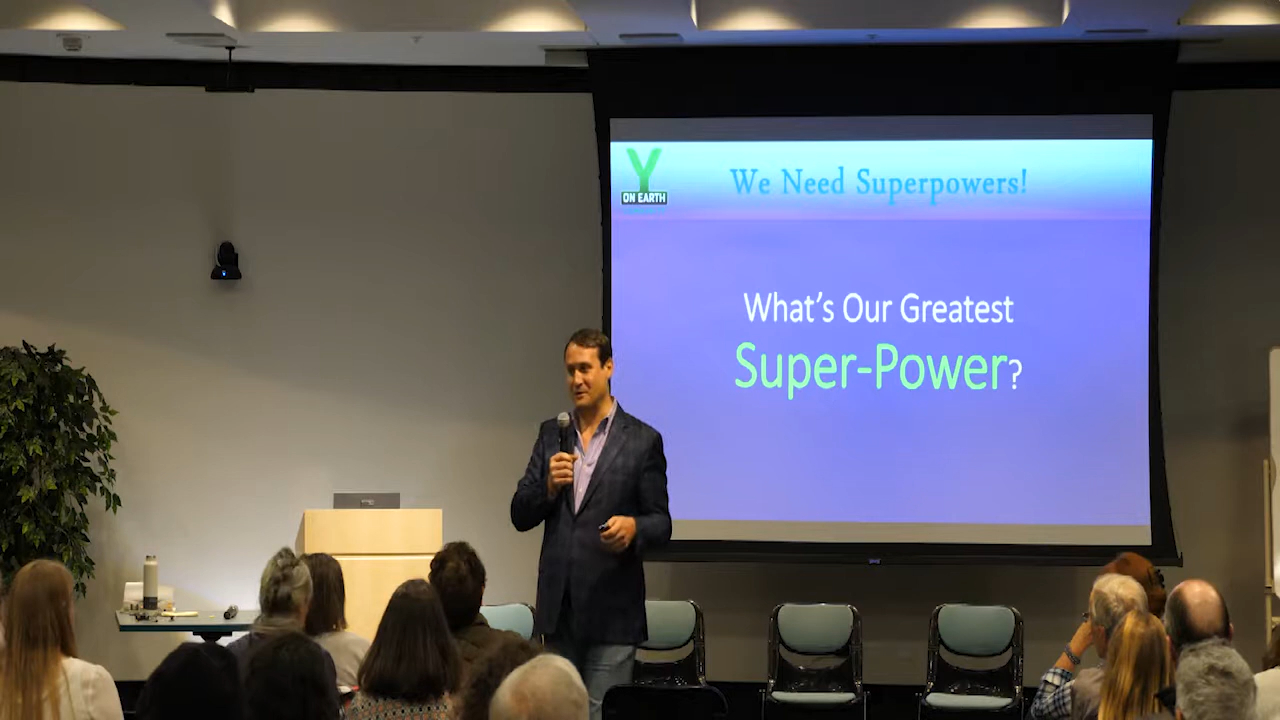 Y
ON EARTH
We Need Superpowers!
What's Our Greatest
Super-Power?